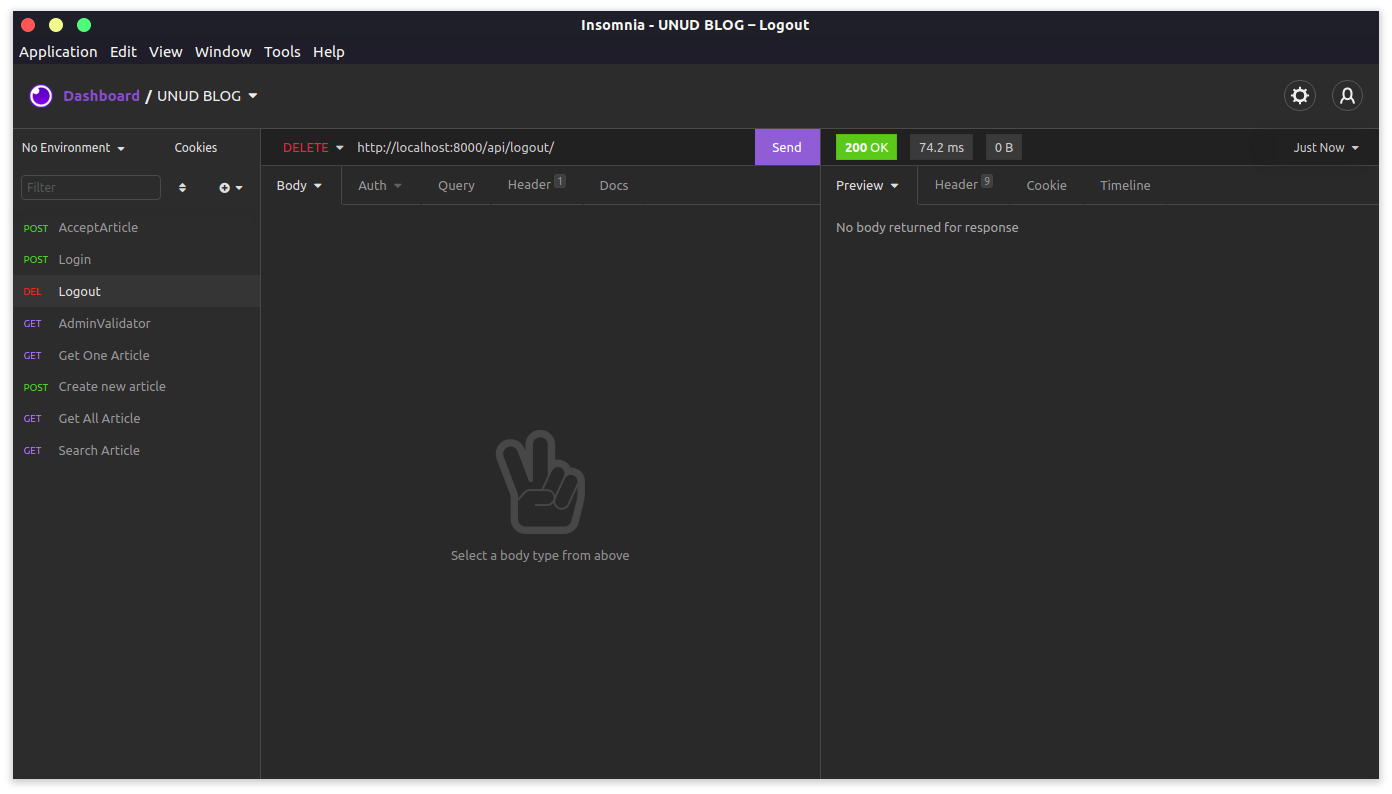 Insomnia - UNUD BLOG – Logout
Application Edit View Window Tools Help
Dashboard / UNUD BLOG
No Environment Cookies
Filter
POST AcceptArticle
POST Login
DEL Logout
GET AdminValidator
GET Get One Article
POST Create new article
GET Get All Article
GET Search Article
DELETE http://localhost:8000/api/logout/ Send
Body Auth Query Header 1 Docs
Select a body type from above
200 OK 74.2 ms 0 B Just Now
Preview Header 9 Cookie Timeline
No body returned for response